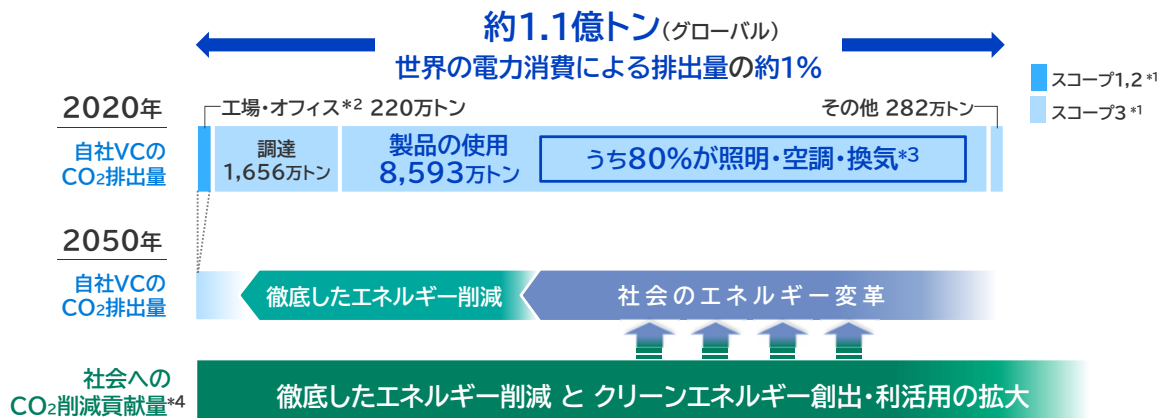 約1.1億トン(グローバル)
世界の電力消費による排出量の約1%
スコープ1,2 *1
スコープ3 *1
2020年
工場・オフィス*2 220万トン
その他 282万トン
自社VCの
CO2排出量
調達
1,656万トン
製品の使用
8,593万トン
うち80%が照明・空調・換気*3
2050年
自社VCの
CO2排出量
徹底したエネルギー削減
社会のエネルギー変革
社会への
CO2削減貢献量*4
徹底したエネルギー削減 と クリーンエネルギー創出・利活用の拡大